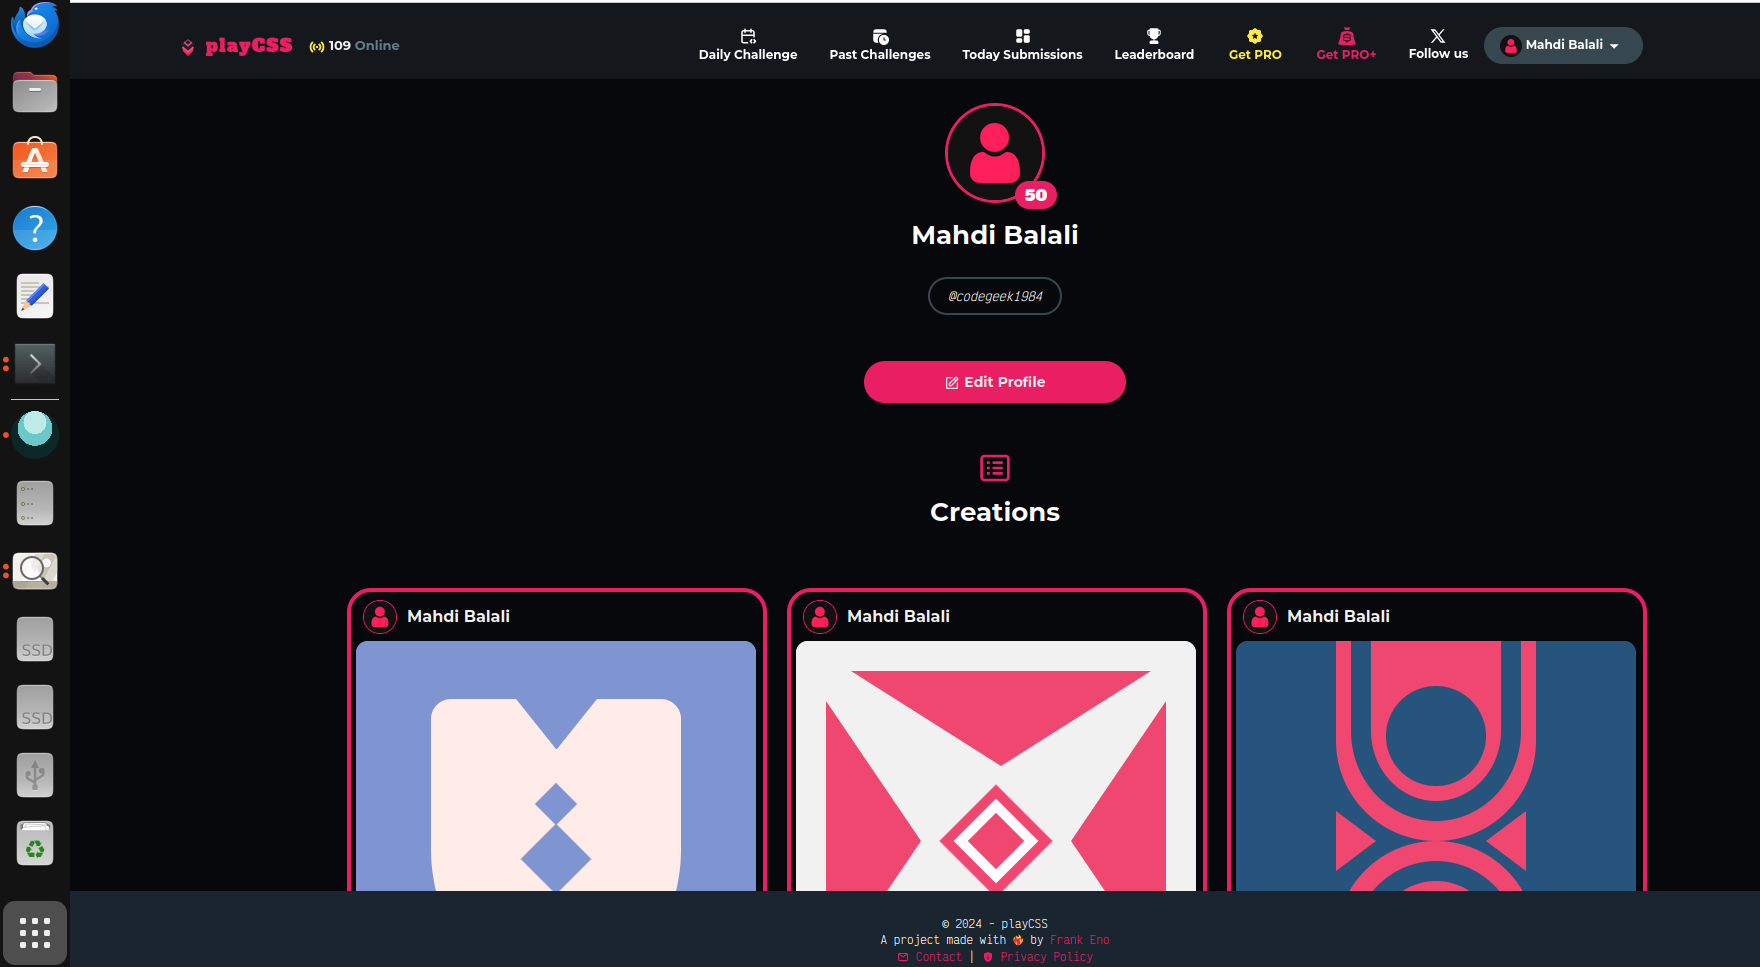 playCSS
109 Online
Daily Challenge
Past Challenges
Today Submissions
Leaderboard
Get PRO
Get PRO+
Follow us
Mahdi Balali
50
Mahdi Balali
@codegeek1984
Edit Profile
Creations
Mahdi Balali
Mahdi Balali
Mahdi Balali
SSD
SSD
© 2024 - playCSS
A project made with by Frank Eno
Contact | Privacy Policy